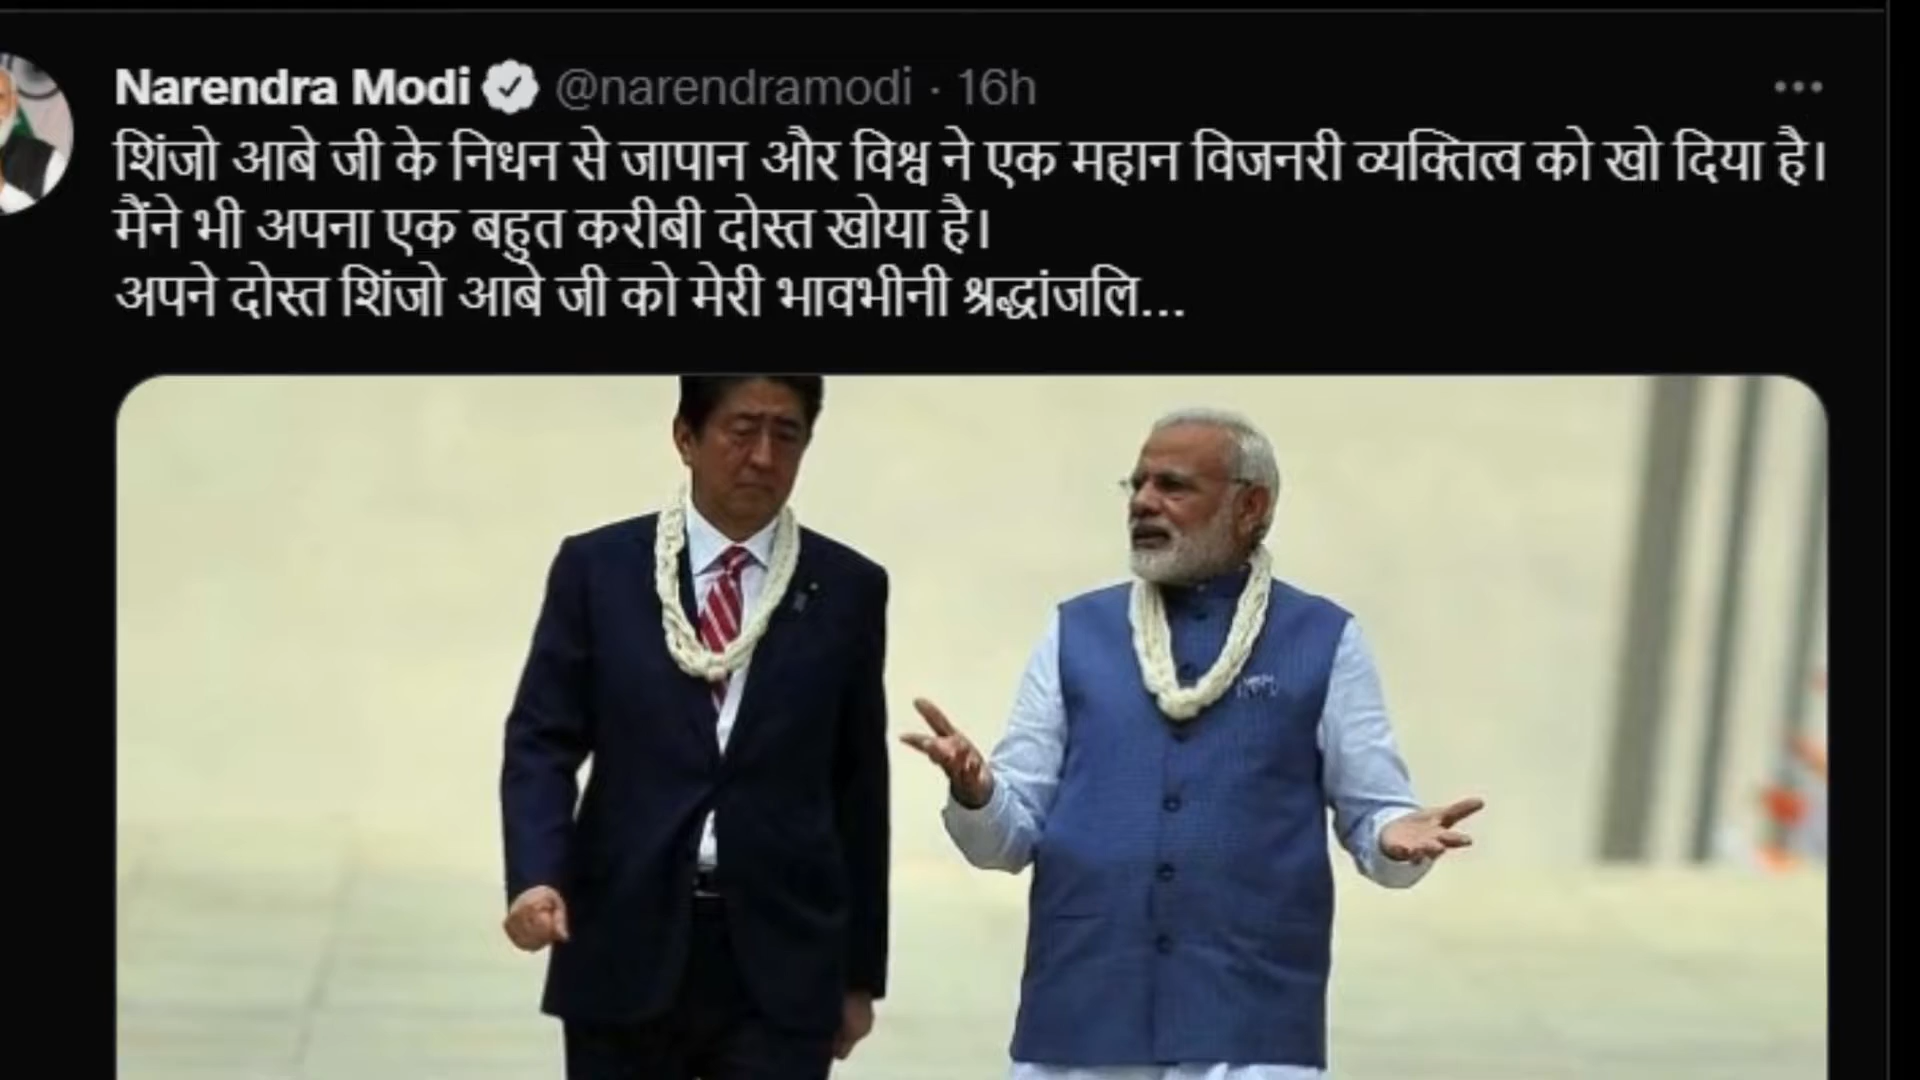 Narendra Modi @narendramodi · 16h
शिंजो आबे जी के निधन से जापान और विश्व ने एक महान विजनरी व्यक्तित्व को खो दिया है।
मैंने भी अपना एक बहुत करीबी दोस्त खोया है।
अपने दोस्त शिंजो आबे जी को मेरी भावभीनी श्रद्धांजलि...